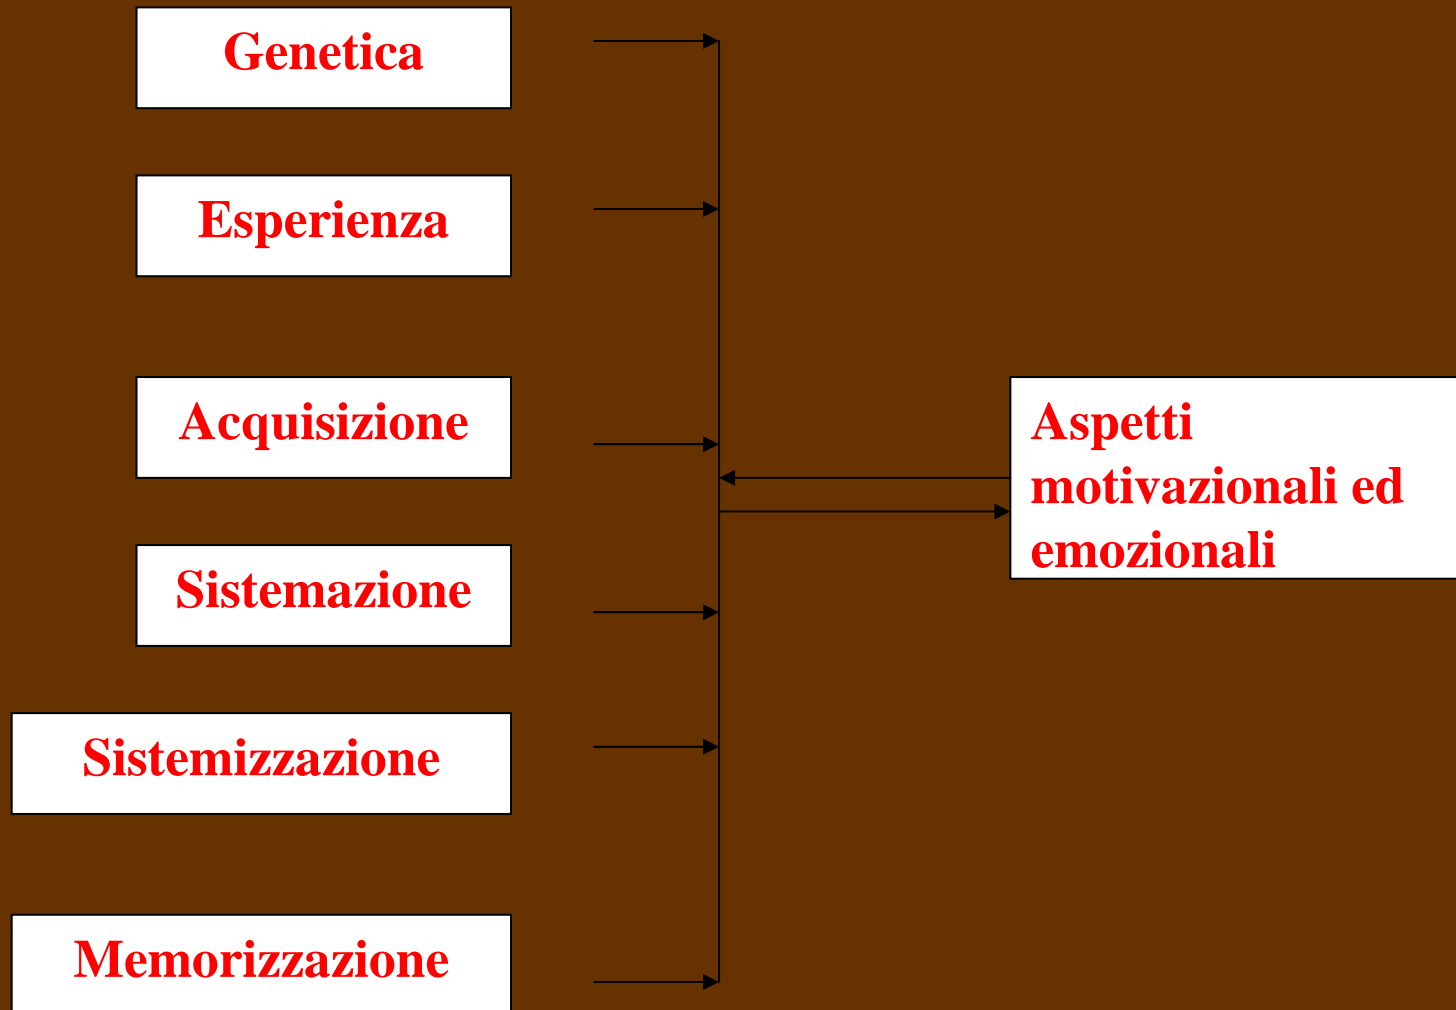 Genetica
Esperienza
Acquisizione
Sistemazione
Sistemizzazione
Memorizzazione
Aspetti
motivazionali ed
emozionali